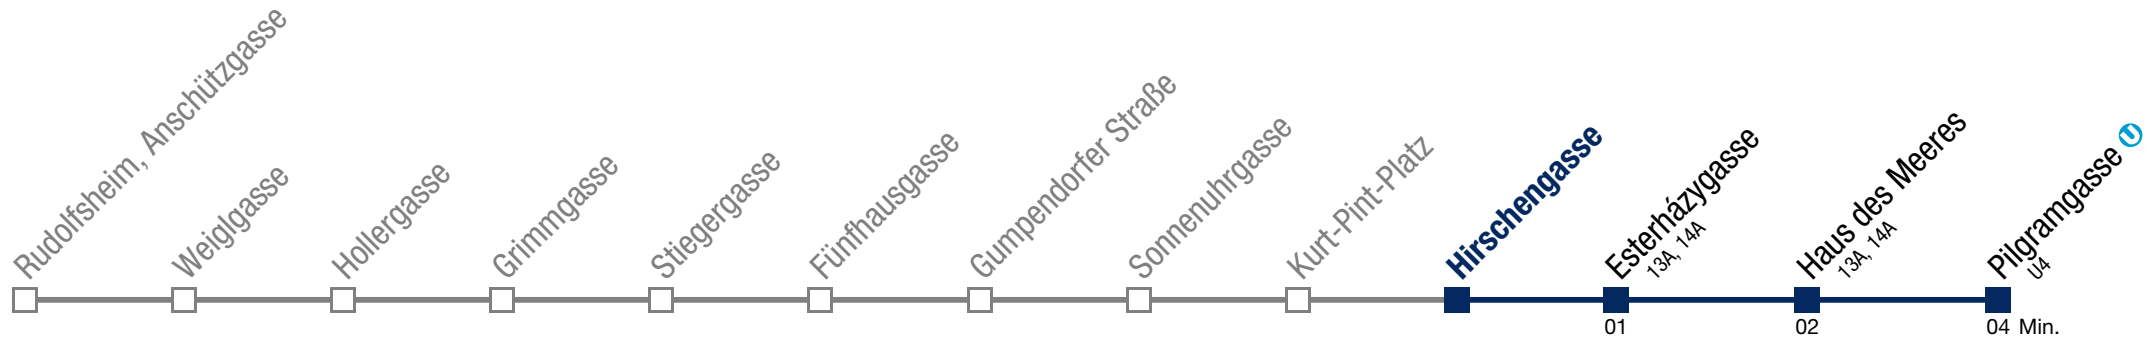 Rudolfsheim, Anschützgasse
Weiglgasse
Hollergasse
Grimmgasse
Stiegergasse
Fünfhausgasse
Gumpendorfer Straße
Sonnenuhrgasse
Kurt-Pint-Platz
Hirschengasse
Esterházygasse
13A, 14A
Haus des Meeres
13A, 14A
Pilgramgasse U
U4
01
02
04 Min.